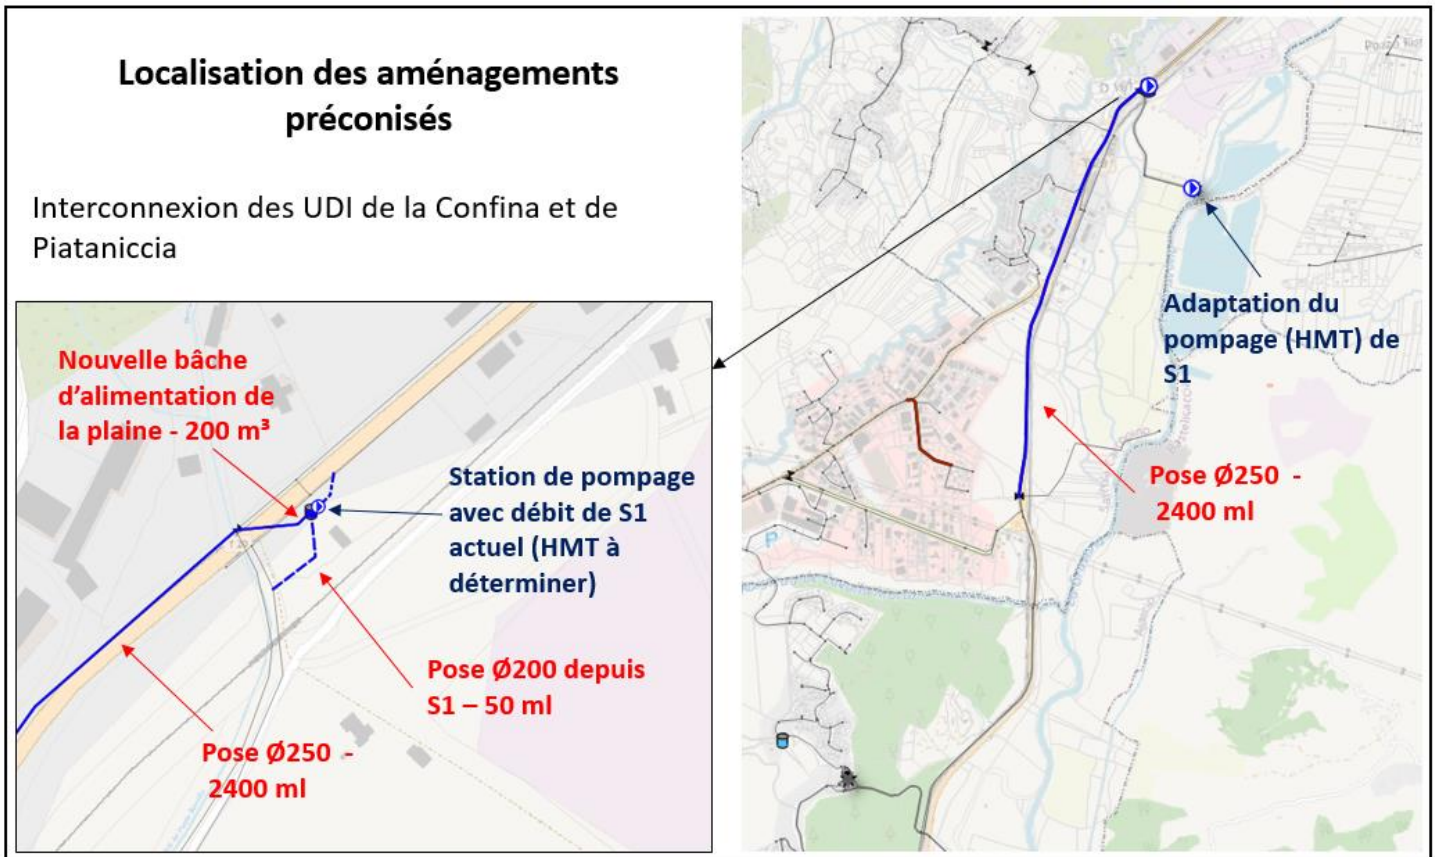 Localisation des aménagements
préconisés
Interconnexion des UDI de la Confina et de
Piataniccia
Nouvelle bâche
d'alimentation de
la plaine - 200 m³
Station de pompage
avec débit de S1
actuel (HMT à
déterminer)
Pose Ø200 depuis
S1 – 50 ml
Pose Ø250 -
2400 ml
Adaptation du
pompage (HMT) de
S1
Pose Ø250 -
2400 ml
P